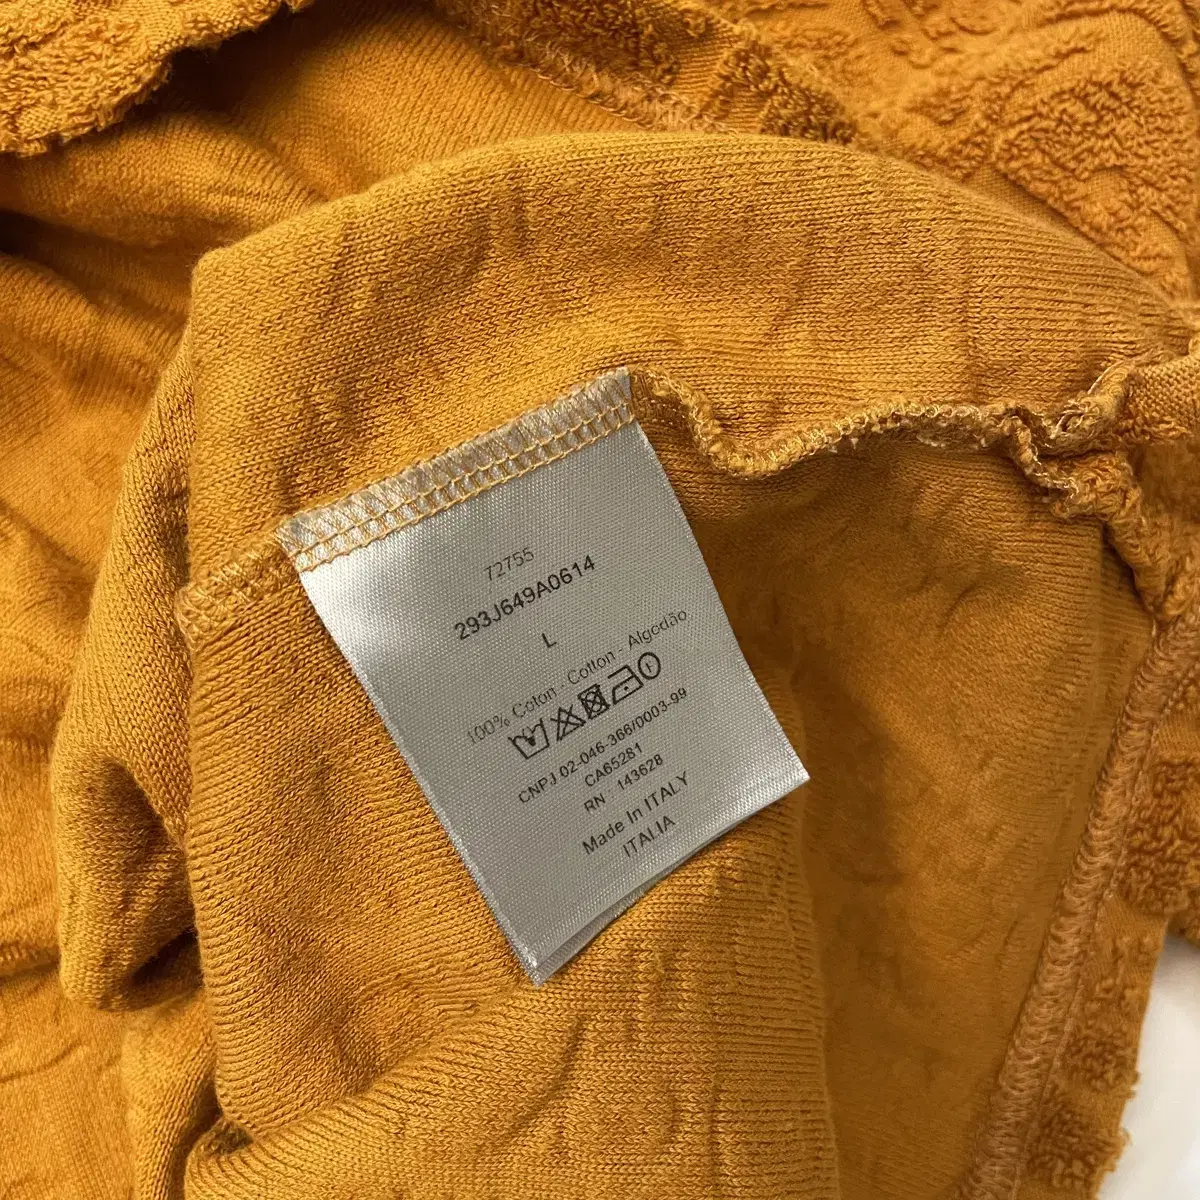 72755
293J649A0614
L
100% Coton - Cotton - Algodão
CNPJ 02-046-366/0003-99
CA65281
RN : 143628
Made In ITALY
ITALIA